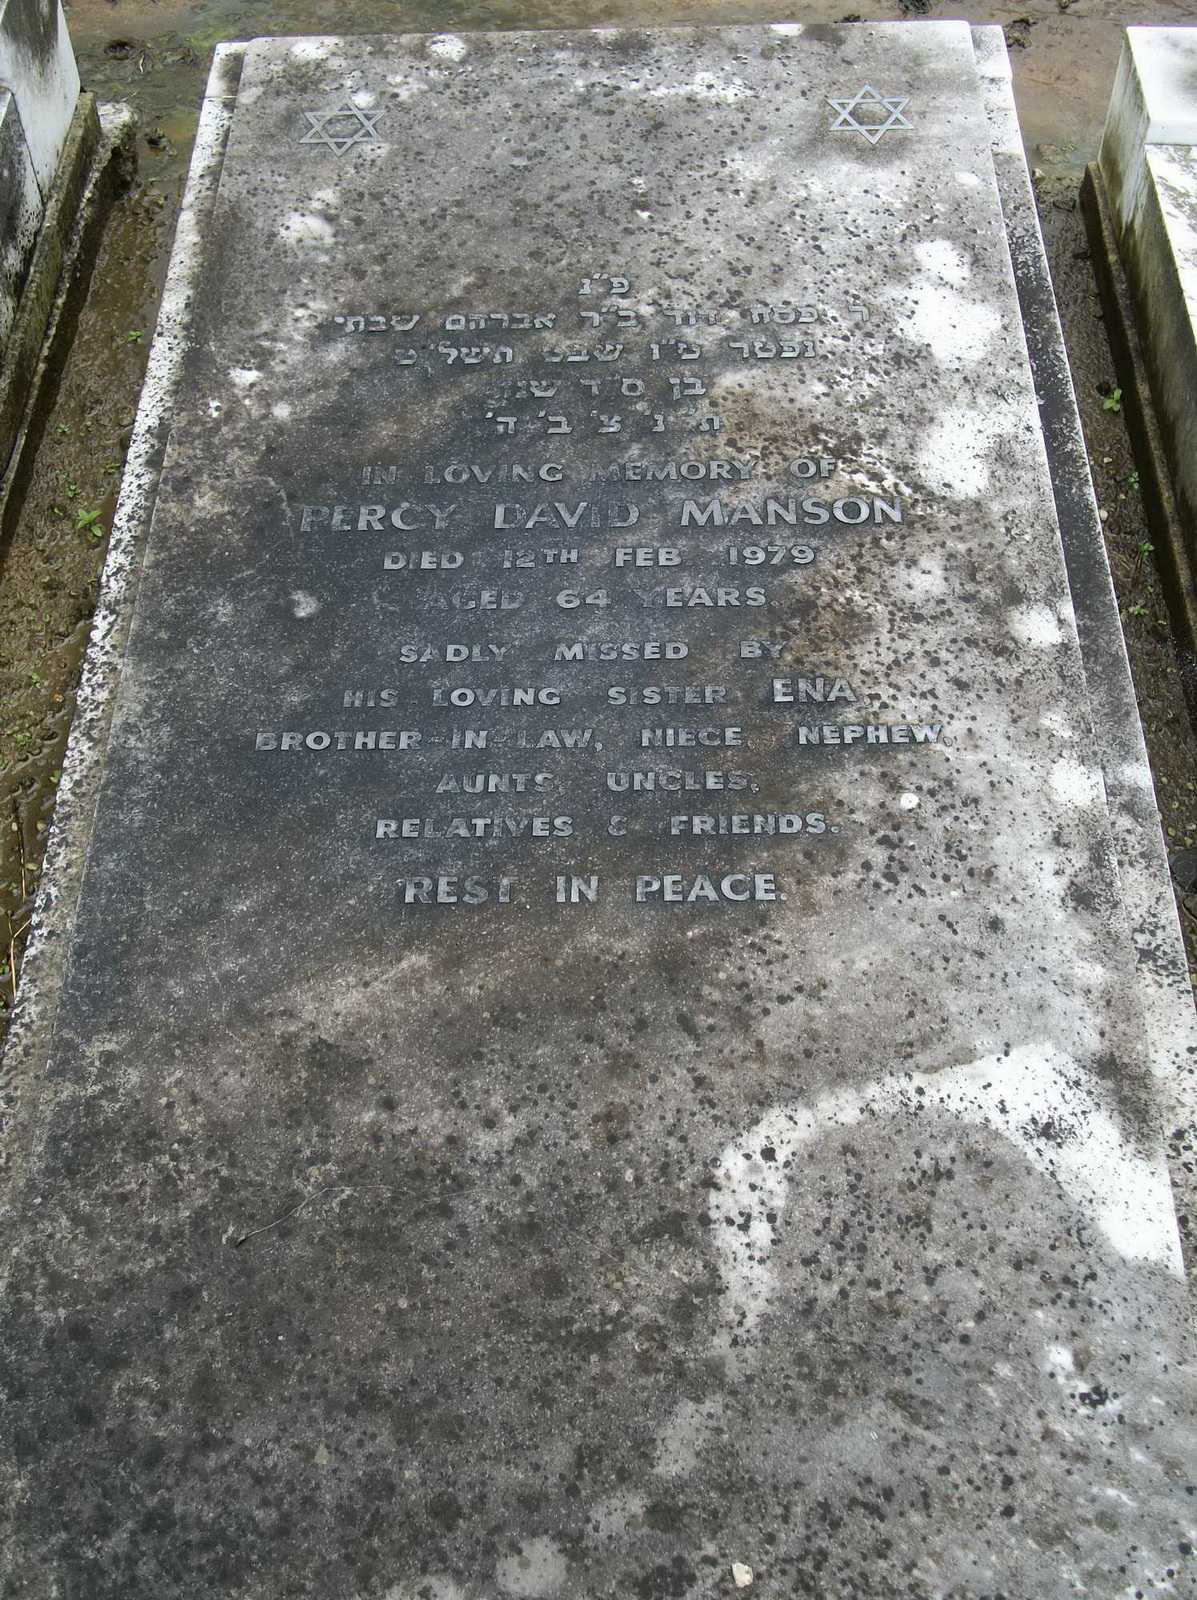 פ״נ
ר׳ פסח דוד ב״ר אברהם שבתי
נפטר ט״ו שבט תשל״ט
בן ס״ד שנה
ת׳ נ׳ צ׳ ב׳ ה׳
IN LOVING MEMORY OF
PERCY DAVID MANSON
DIED 12TH FEB. 1979
AGED 64 YEARS.
SADLY MISSED BY
HIS LOVING SISTER ENA,
BROTHER-IN-LAW, NIECE, NEPHEW,
AUNTS, UNCLES,
RELATIVES & FRIENDS.
REST IN PEACE.